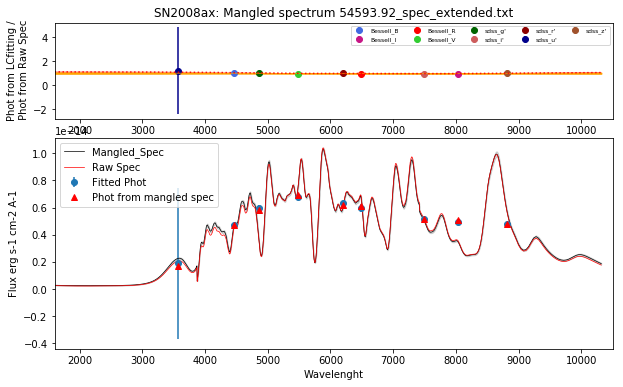 SN2008ax: Mangled spectrum 54593.92_spec_extended.txt
Phot from LCfitting /
Phot from Raw Spec
4
2
0
−2
Bessell_B
Bessell_I
Bessell_R
Bessell_V
sdss_g'
sdss_i'
sdss_r'
sdss_u'
sdss_z'
2000 3000 4000 5000 6000 7000 8000 9000 10000
1e−14
Flux erg s-1 cm-2 A-1
1.0
0.8
0.6
0.4
0.2
0.0
−0.2
−0.4
Mangled_Spec
Raw Spec
Fitted Phot
Phot from mangled spec
2000 3000 4000 5000 6000 7000 8000 9000 10000
Wavelenght